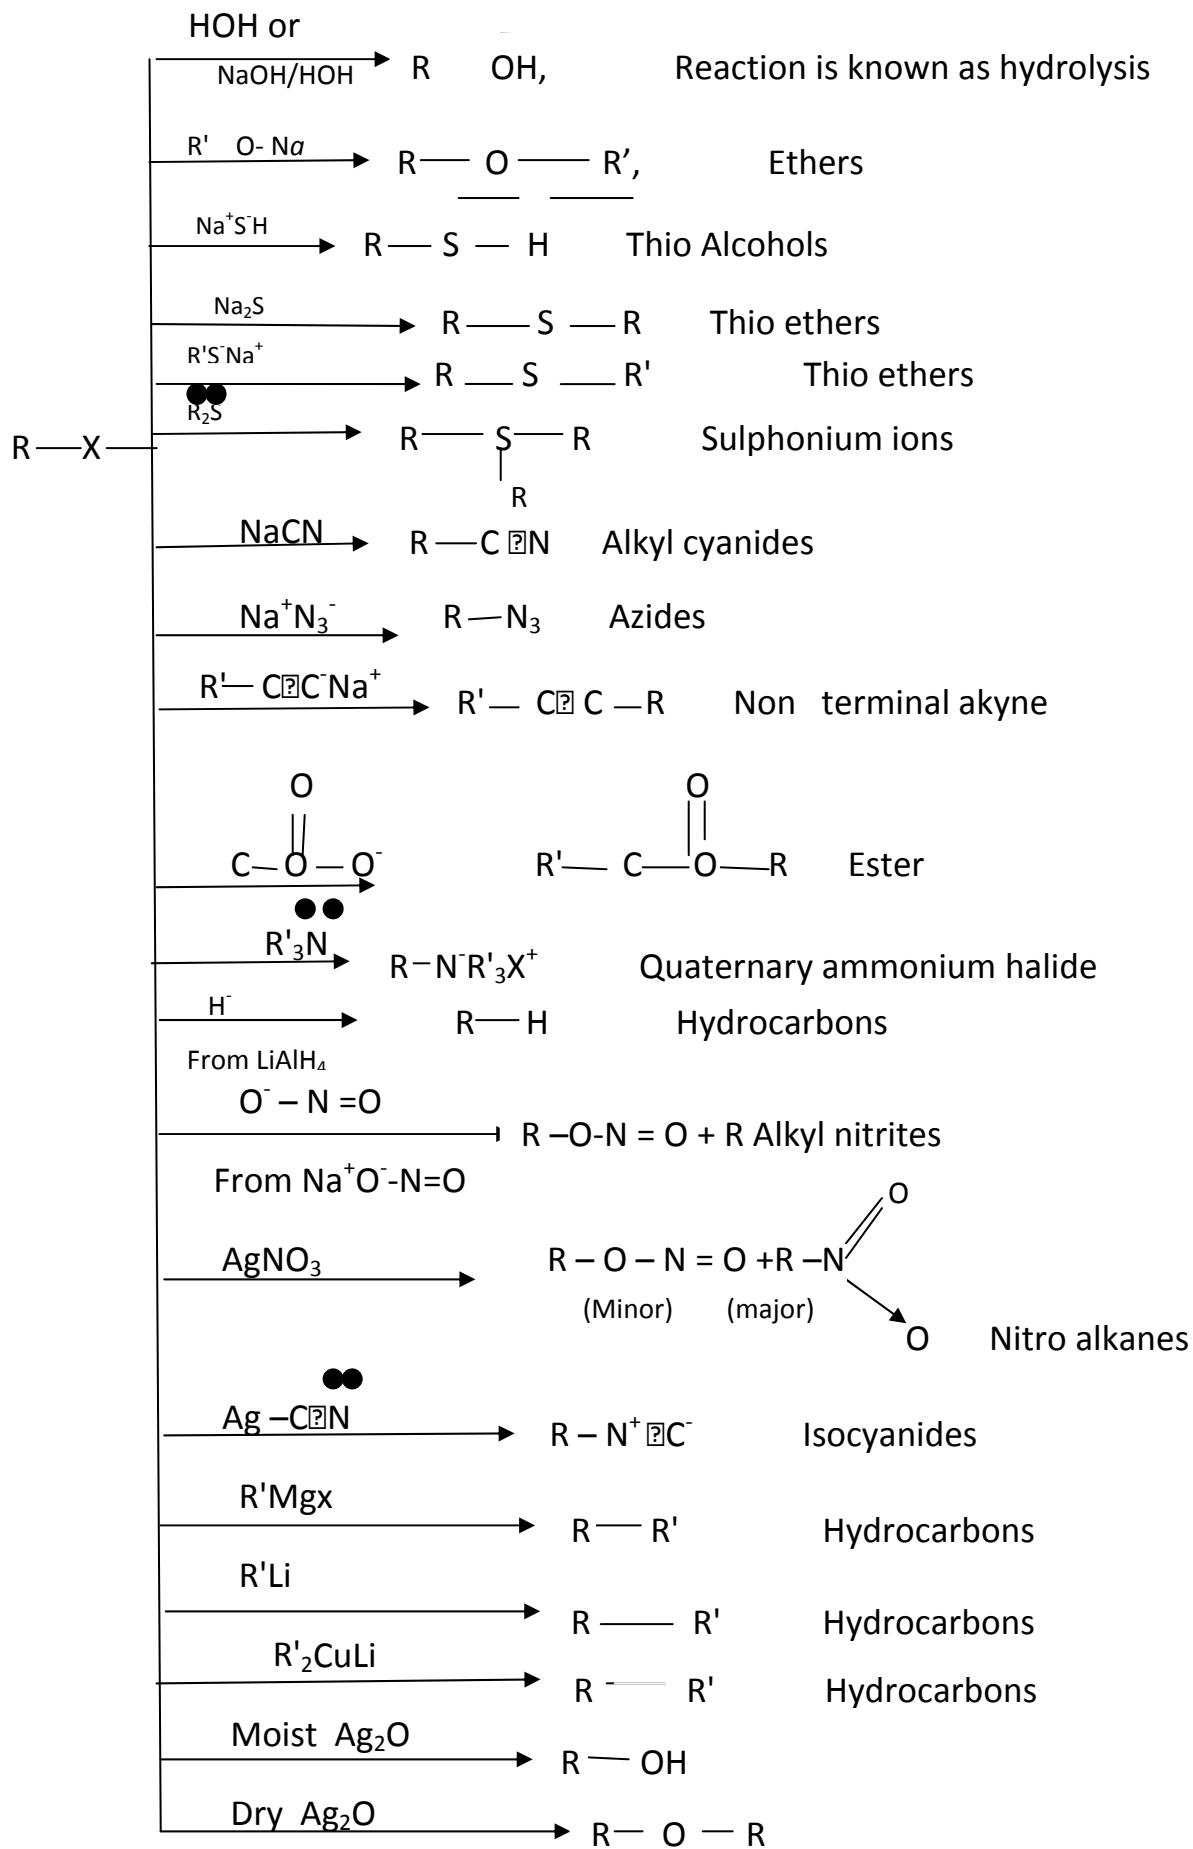 HOH or
NaOH/HOH R OH, Reaction is known as hydrolysis
R' O- Na R O R’, Ethers
Na⁺S⁻H R S H Thio Alcohols
Na₂S R S R Thio ethers
R'S⁻Na⁺ R S R' Thio ethers
R₂S R S R Sulphonium ions
R
R X
NaCN R C N Alkyl cyanides
Na⁺N₃⁻ R N₃ Azides
R' C C⁻Na⁺ R' C C R Non terminal akyne
O O
C O O⁻ R' C O R Ester
R'₃N R N⁻R'₃X⁺ Quaternary ammonium halide
H⁻ R H Hydrocarbons
From LiAlH₄
O⁻ – N =O
R –O-N = O + R Alkyl nitrites
From Na⁺O⁻-N=O
O
AgNO₃ R – O – N = O +R –N
(Minor) (major)
O Nitro alkanes
Ag –C N R – N⁺ C⁻ Isocyanides
R'Mgx R R' Hydrocarbons
R'Li R R' Hydrocarbons
R'₂CuLi R R' Hydrocarbons
Moist Ag₂O R OH
Dry Ag₂O R O R